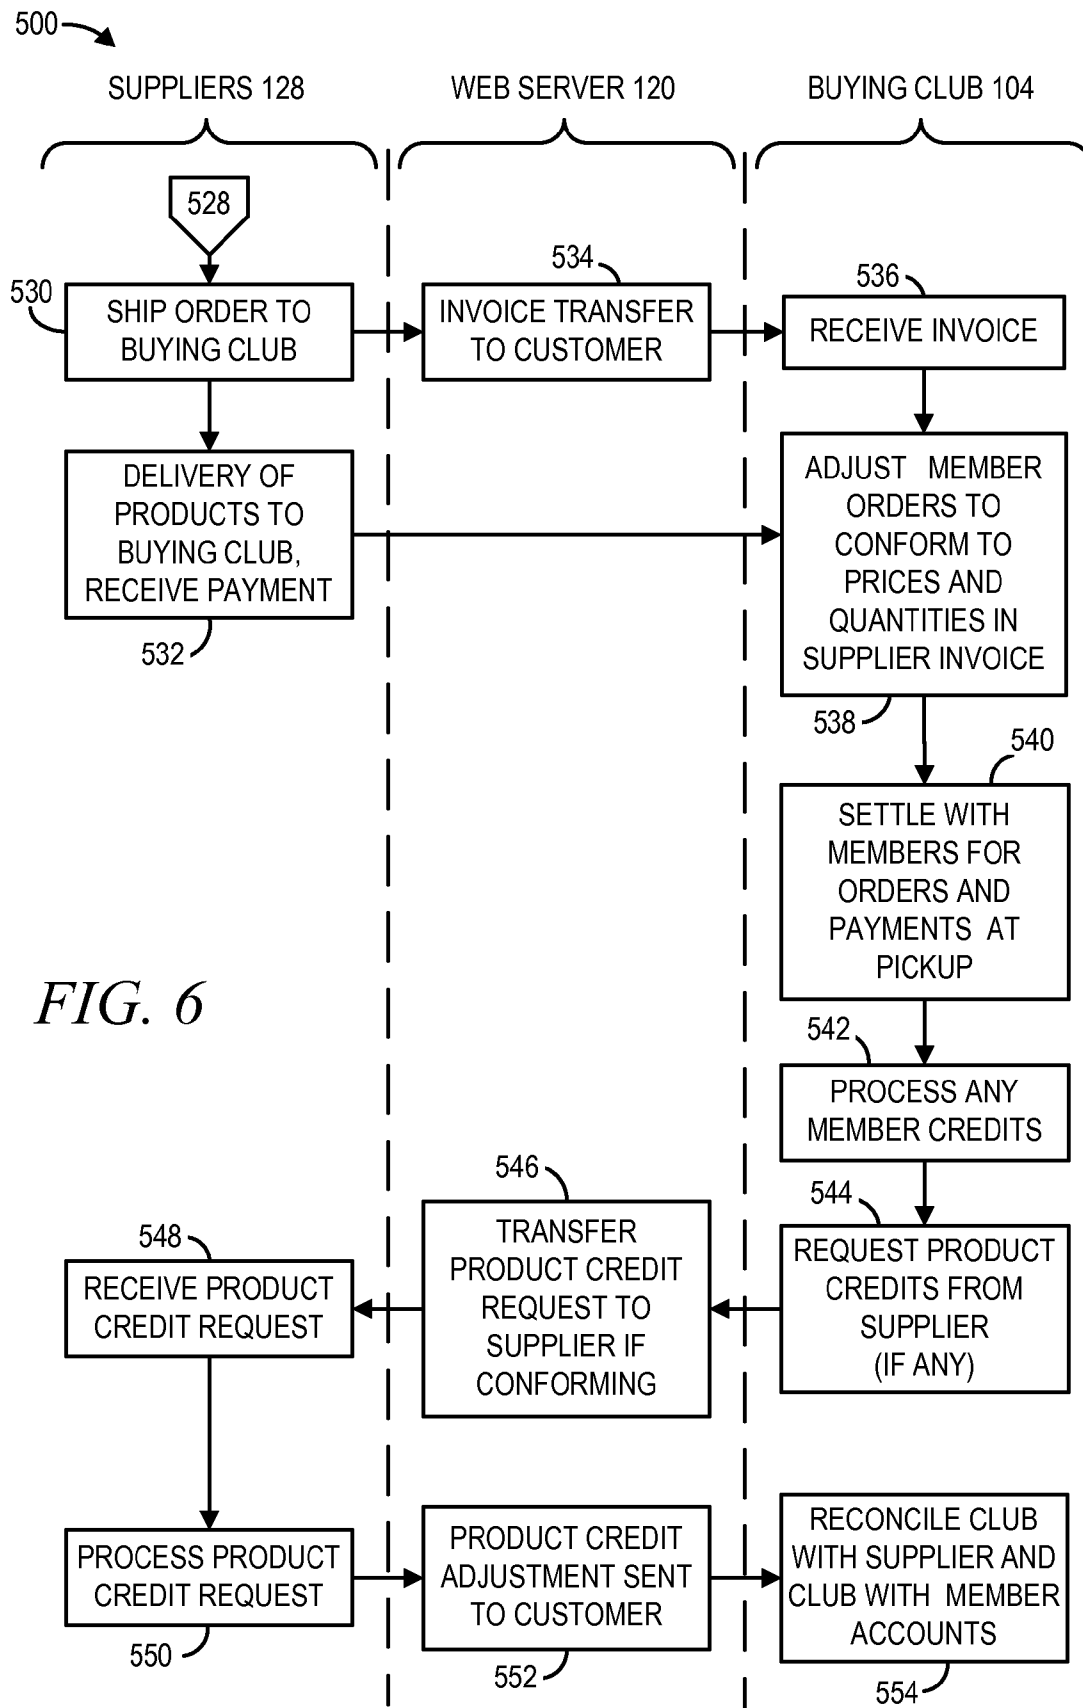 500
SUPPLIERS 128
WEB SERVER 120
BUYING CLUB 104
528
530
SHIP ORDER TO
BUYING CLUB
534
INVOICE TRANSFER
TO CUSTOMER
536
RECEIVE INVOICE
DELIVERY OF
PRODUCTS TO
BUYING CLUB,
RECEIVE PAYMENT
532
ADJUST MEMBER
ORDERS TO
CONFORM TO
PRICES AND
QUANTITIES IN
SUPPLIER INVOICE
538
540
SETTLE WITH
MEMBERS FOR
ORDERS AND
PAYMENTS AT
PICKUP
FIG. 6
542
PROCESS ANY
MEMBER CREDITS
544
REQUEST PRODUCT
CREDITS FROM
SUPPLIER
(IF ANY)
546
TRANSFER
PRODUCT CREDIT
REQUEST TO
SUPPLIER IF
CONFORMING
548
RECEIVE PRODUCT
CREDIT REQUEST
PROCESS PRODUCT
CREDIT REQUEST
550
PRODUCT CREDIT
ADJUSTMENT SENT
TO CUSTOMER
552
RECONCILE CLUB
WITH SUPPLIER AND
CLUB WITH MEMBER
ACCOUNTS
554